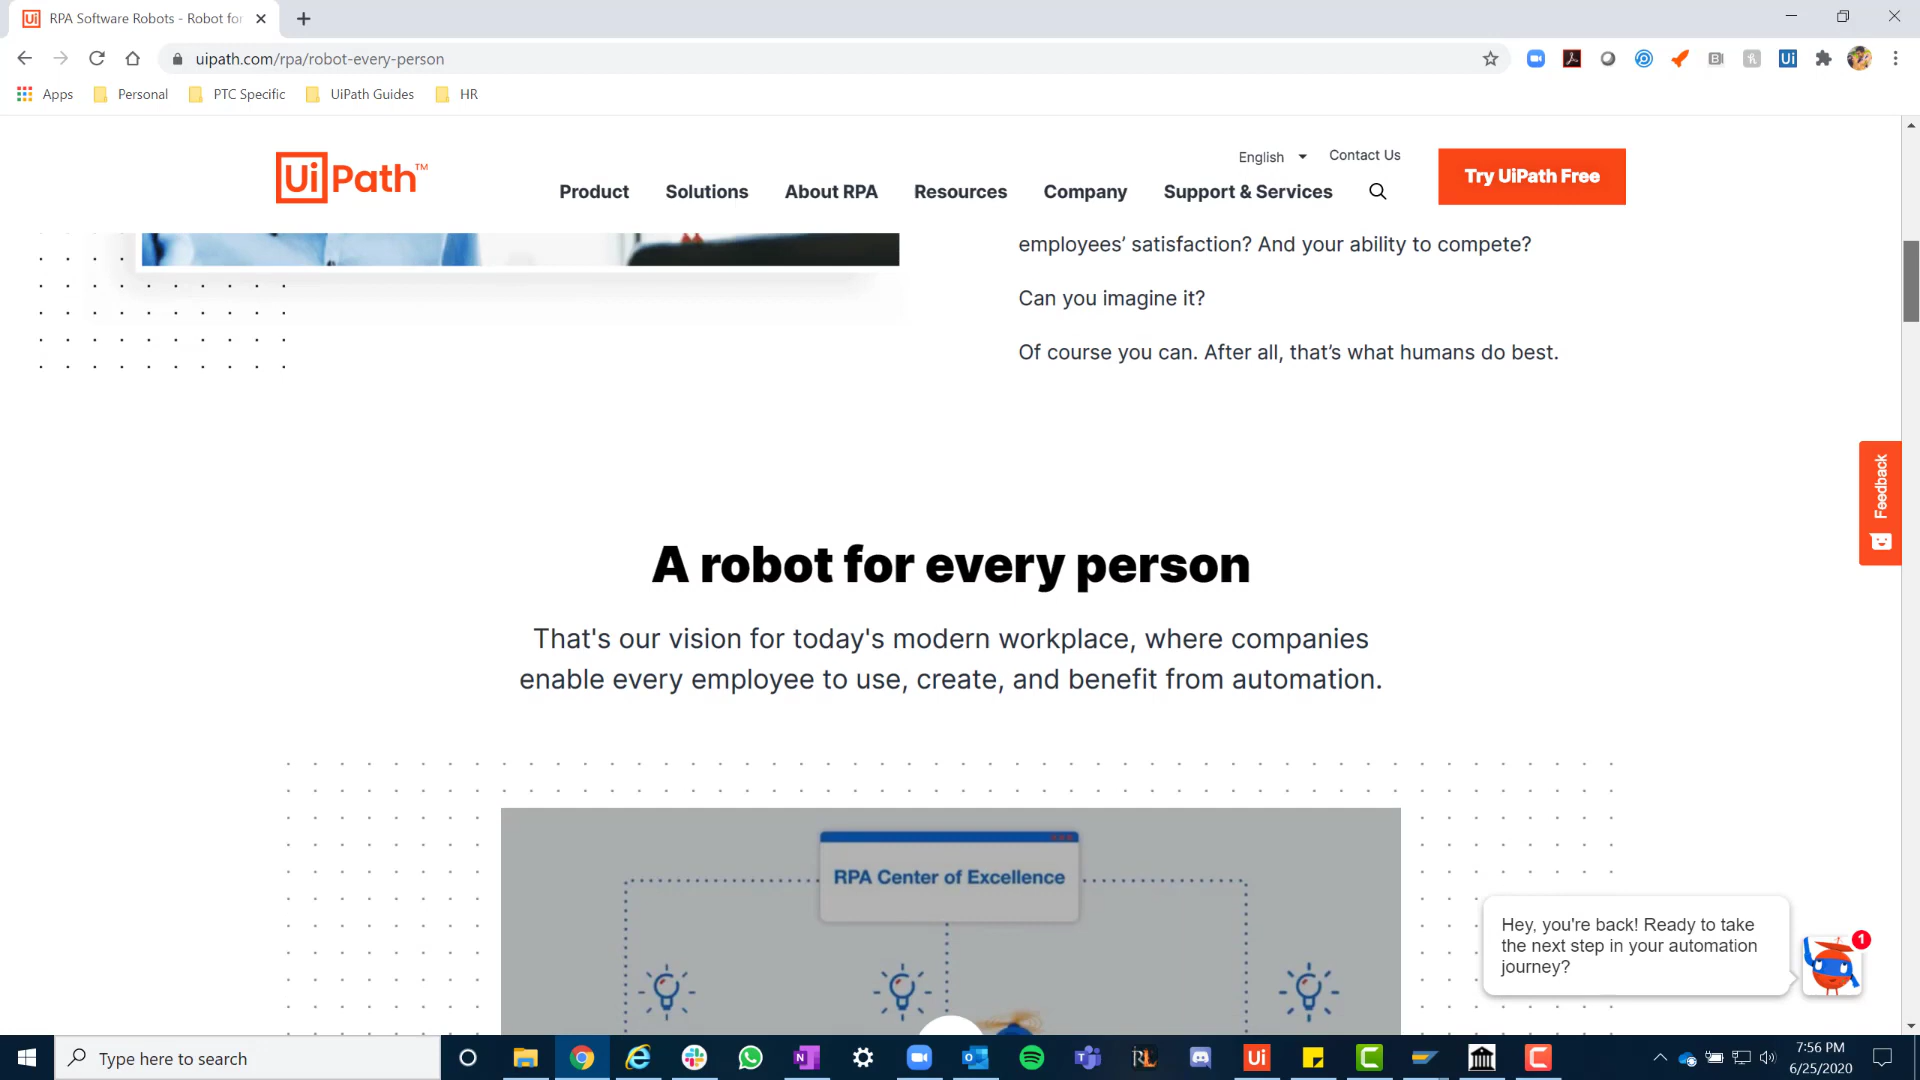 Ui RPA Software Robots - Robot for
uipath.com/rpa/robot-every-person
Apps Personal PTC Specific UiPath Guides HR
UiPath™
English Contact Us
Product Solutions About RPA Resources Company Support & Services
Try UiPath Free
employees’ satisfaction? And your ability to compete?
Can you imagine it?
Of course you can. After all, that’s what humans do best.
Feedback
A robot for every person
That's our vision for today's modern workplace, where companies
enable every employee to use, create, and benefit from automation.
RPA Center of Excellence
Hey, you're back! Ready to take
the next step in your automation
journey?
1
Type here to search
Ui
7:56 PM
6/25/2020